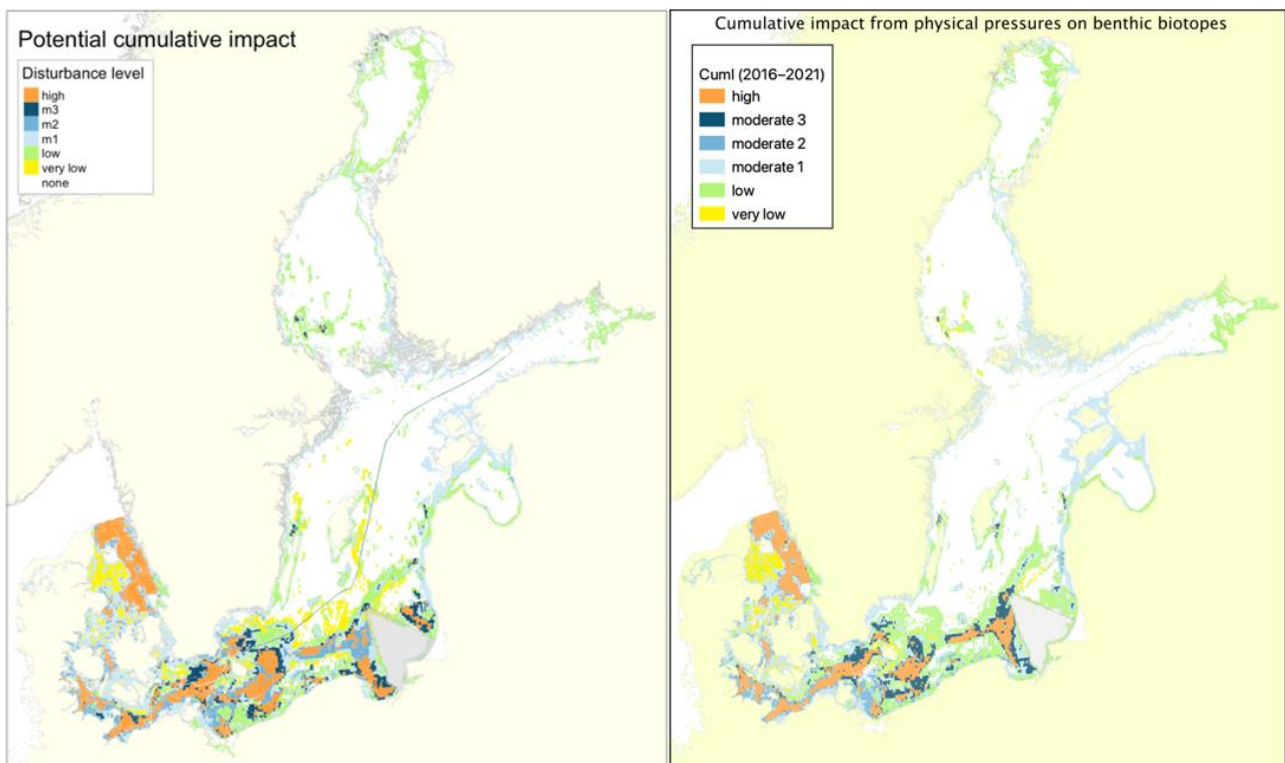 Potential cumulative impact
Disturbance level
high
m3
m2
m1
low
very low
none
Cumulative impact from physical pressures on benthic biotopes
Cuml (2016–2021)
high
moderate 3
moderate 2
moderate 1
low
very low